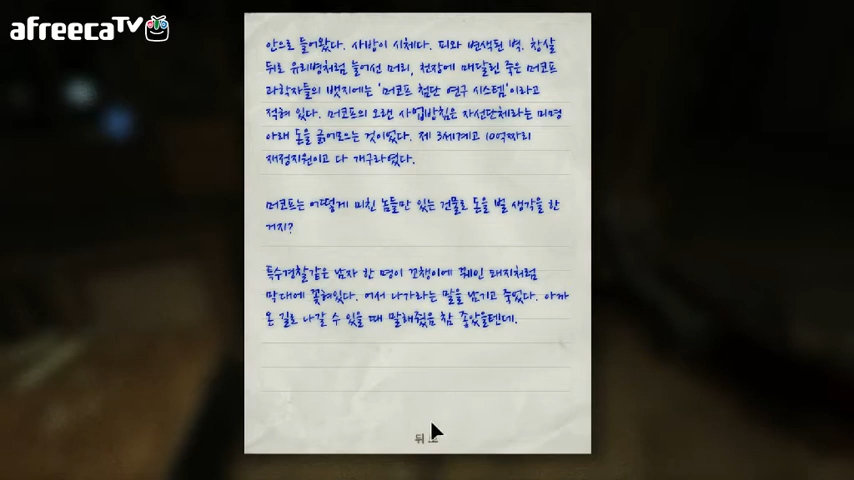 afreecaTV
안으로 들어왔다. 사방이 시체다. 피와 변색된 벽. 창살
뒤로 유리병처럼 늘어선 머리, 천장에 매달린 죽은 머코프
과학자들의 뱃지에는 '머코프 첨단 연구 시스템'이라고
적혀 있다. 머코프의 오랜 사업방침은 자선단체라는 미명
아래 돈을 긁어모으는 것이었다. 제 3세계고 10억짜리
재정지원이고 다 개구라였다.
머코프는 어떻게 미친 놈들만 있는 건물로 돈을 벌 생각을 한
거지?
특수경찰같은 남자 한 명이 꼬챙이에 꿰인 돼지처럼
막대에 꽂혀있다. 어서 나가라는 말을 남기고 죽었다. 아까
온 길로 나갈 수 있을 때 말해줬음 참 좋았을텐데.
뒤로